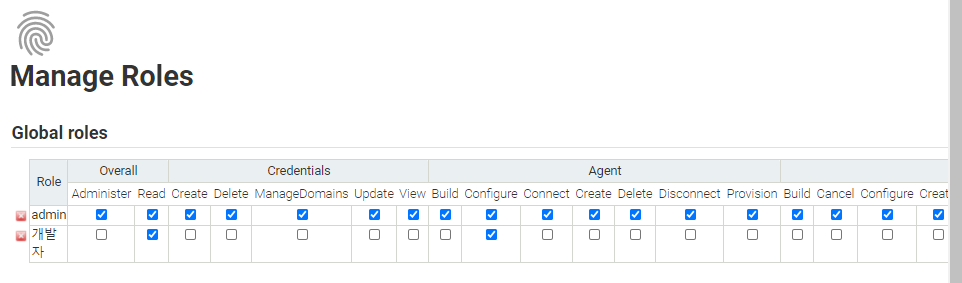 Manage Roles
Global roles
Role Overall Credentials Agent
Administer Read Create Delete ManageDomains Update View Build Configure Connect Create Delete Disconnect Provision Build Cancel Configure Creat
admin
개발
자